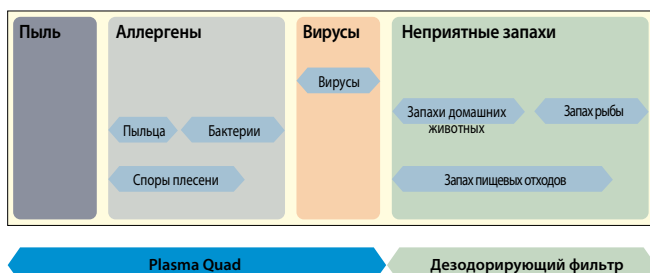 Пыль
Аллергены
Вирусы
Неприятные запахи
Вирусы
Запахи домашних
животных
Запах рыбы
Пыльца
Бактерии
Споры плесени
Запах пищевых отходов
Plasma Quad
Дезодорирующий фильтр